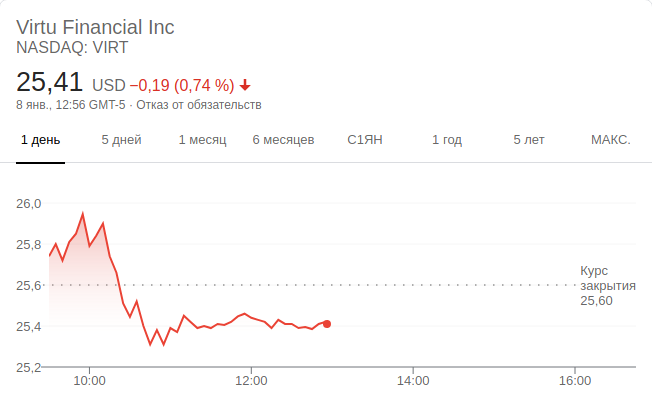 Virtu Financial Inc
NASDAQ: VIRT
25,41 USD −0,19 (0,74 %)
8 янв., 12:56 GMT-5 · Отказ от обязательств
1 день 5 дней 1 месяц 6 месяцев С1ЯН 1 год 5 лет МАКС.
26,0
25,8
25,6
25,4
25,2
Курс
закрытия
25,60
10:00 12:00 14:00 16:00